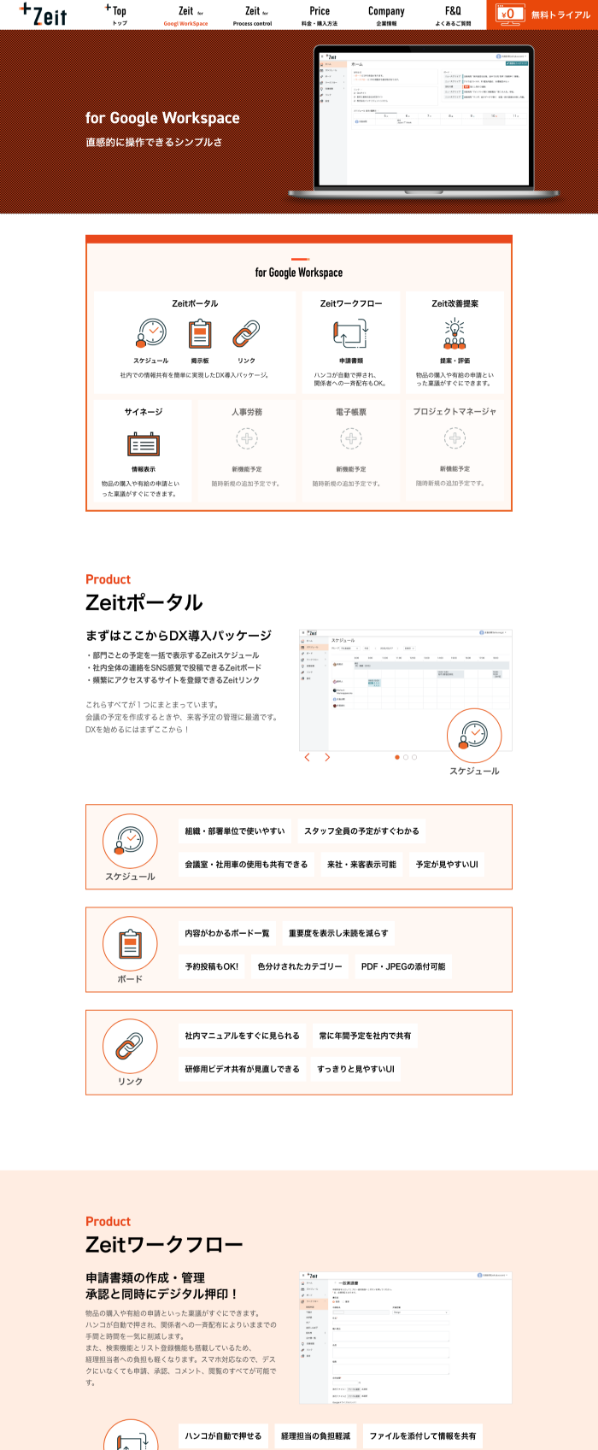 +Zeit
+Top
トップ
Zeit for
Googl WorkSpace
Zeit for
Process control
Price
料金・購入方法
Company
企業情報
F&Q
よくあるご質問
¥0
無料トライアル
for Google Workspace
直感的に操作できるシンプルさ
+Zeit
ホーム
for Google Workspace
Zeitポータル
スケジュール
掲示板
リンク
社内での情報共有を簡単に実現したDX導入パッケージ。
Zeitワークフロー
申請書類
ハンコが自動で押され、
関係者への一斉配布もOK。
Zeit改善提案
提案・評価
物品の購入や有給の申請とい
った稟議がすぐにできます。
サイネージ
情報表示
物品の購入や有給の申請とい
った稟議がすぐにできます。
人事労務
新機能予定
随時新規の追加予定です。
電子帳票
新機能予定
随時新規の追加予定です。
プロジェクトマネージャ
新機能予定
随時新規の追加予定です。
Product
Zeitポータル
まずはここからDX導入パッケージ
・部門ごとの予定を一括で表示するZeitスケジュール
・社内全体の連絡をSNS感覚で投稿できるZeitボード
・頻繁にアクセスするサイトを登録できるZeitリンク
これらすべてが１つにまとまっています。
会議の予定を作成するときや、来客予定の管理に最適です。
DXを始めるにはまずここから！
+Zeit
スケジュール
スケジュール
スケジュール
組織・部署単位で使いやすい
スタッフ全員の予定がすぐわかる
会議室・社用車の使用も共有できる
来社・来客表示可能
予定が見やすいUI
ボード
内容がわかるボード一覧
重要度を表示し未読を減らす
予約投稿もOK!
色分けされたカテゴリー
PDF・JPEGの添付可能
リンク
社内マニュアルをすぐに見られる
常に年間予定を社内で共有
研修用ビデオ共有が見直しできる
すっきりと見やすいUI
Product
Zeitワークフロー
申請書類の作成・管理
承認と同時にデジタル押印！
物品の購入や有給の申請といった稟議がすぐにできます。
ハンコが自動で押され、関係者への一斉配布によりいままでの
手間と時間を一気に削減します。
また、検索機能とリスト登録機能も搭載しているため、
経理担当者への負担も軽くなります。スマホ対応なので、デス
クにいなくても申請、承認、コメント、閲覧のすべてが可能で
す。
+Zeit
ハンコが自動で押せる
経理担当の負担軽減
ファイルを添付して情報を共有